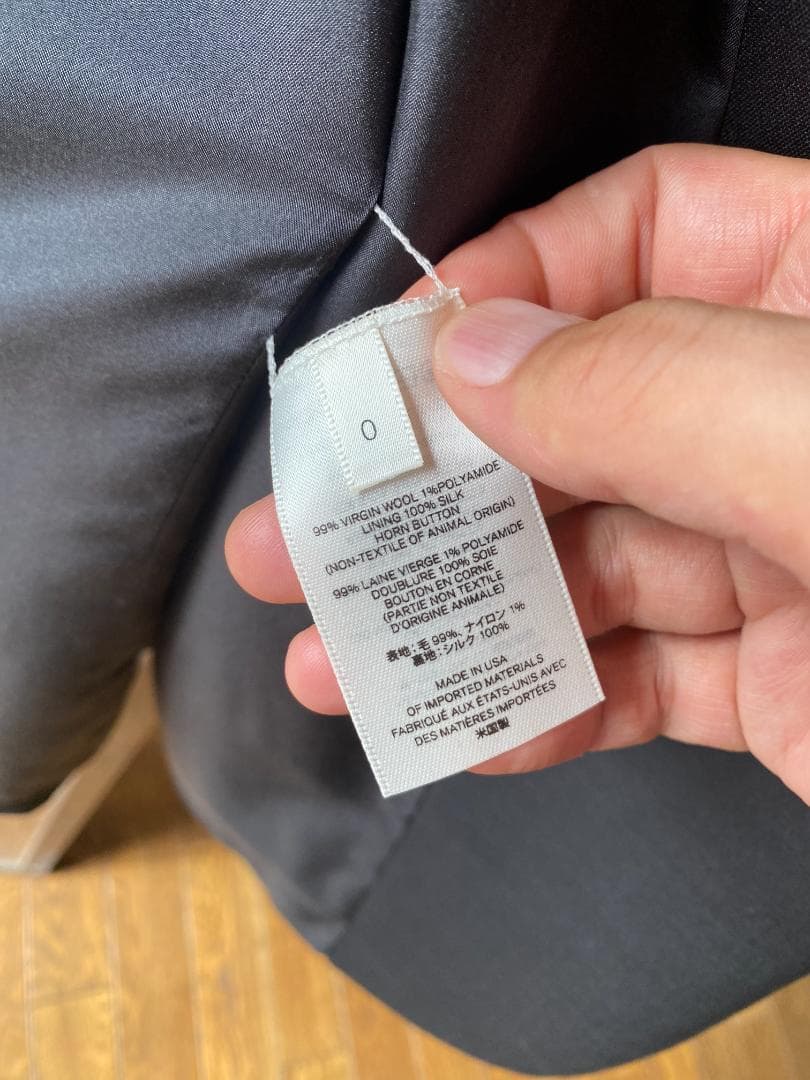 0
99% VIRGIN WOOL 1%POLYAMIDE
LINING 100% SILK
HORN BUTTON
(NON-TEXTILE OF ANIMAL ORIGIN)
99% LAINE VIERGE 1% POLYAMIDE
DOUBLURE 100% SOIE
BOUTON EN CORNE
(PARTIE NON TEXTILE
D'ORIGINE ANIMALE)
表地:毛 99%、ナイロン 1%
裏地:シルク 100%
MADE IN USA
OF IMPORTED MATERIALS
FABRIQUÉ AUX ÉTATS-UNIS AVEC
DES MATIÈRES IMPORTÉES
米国製